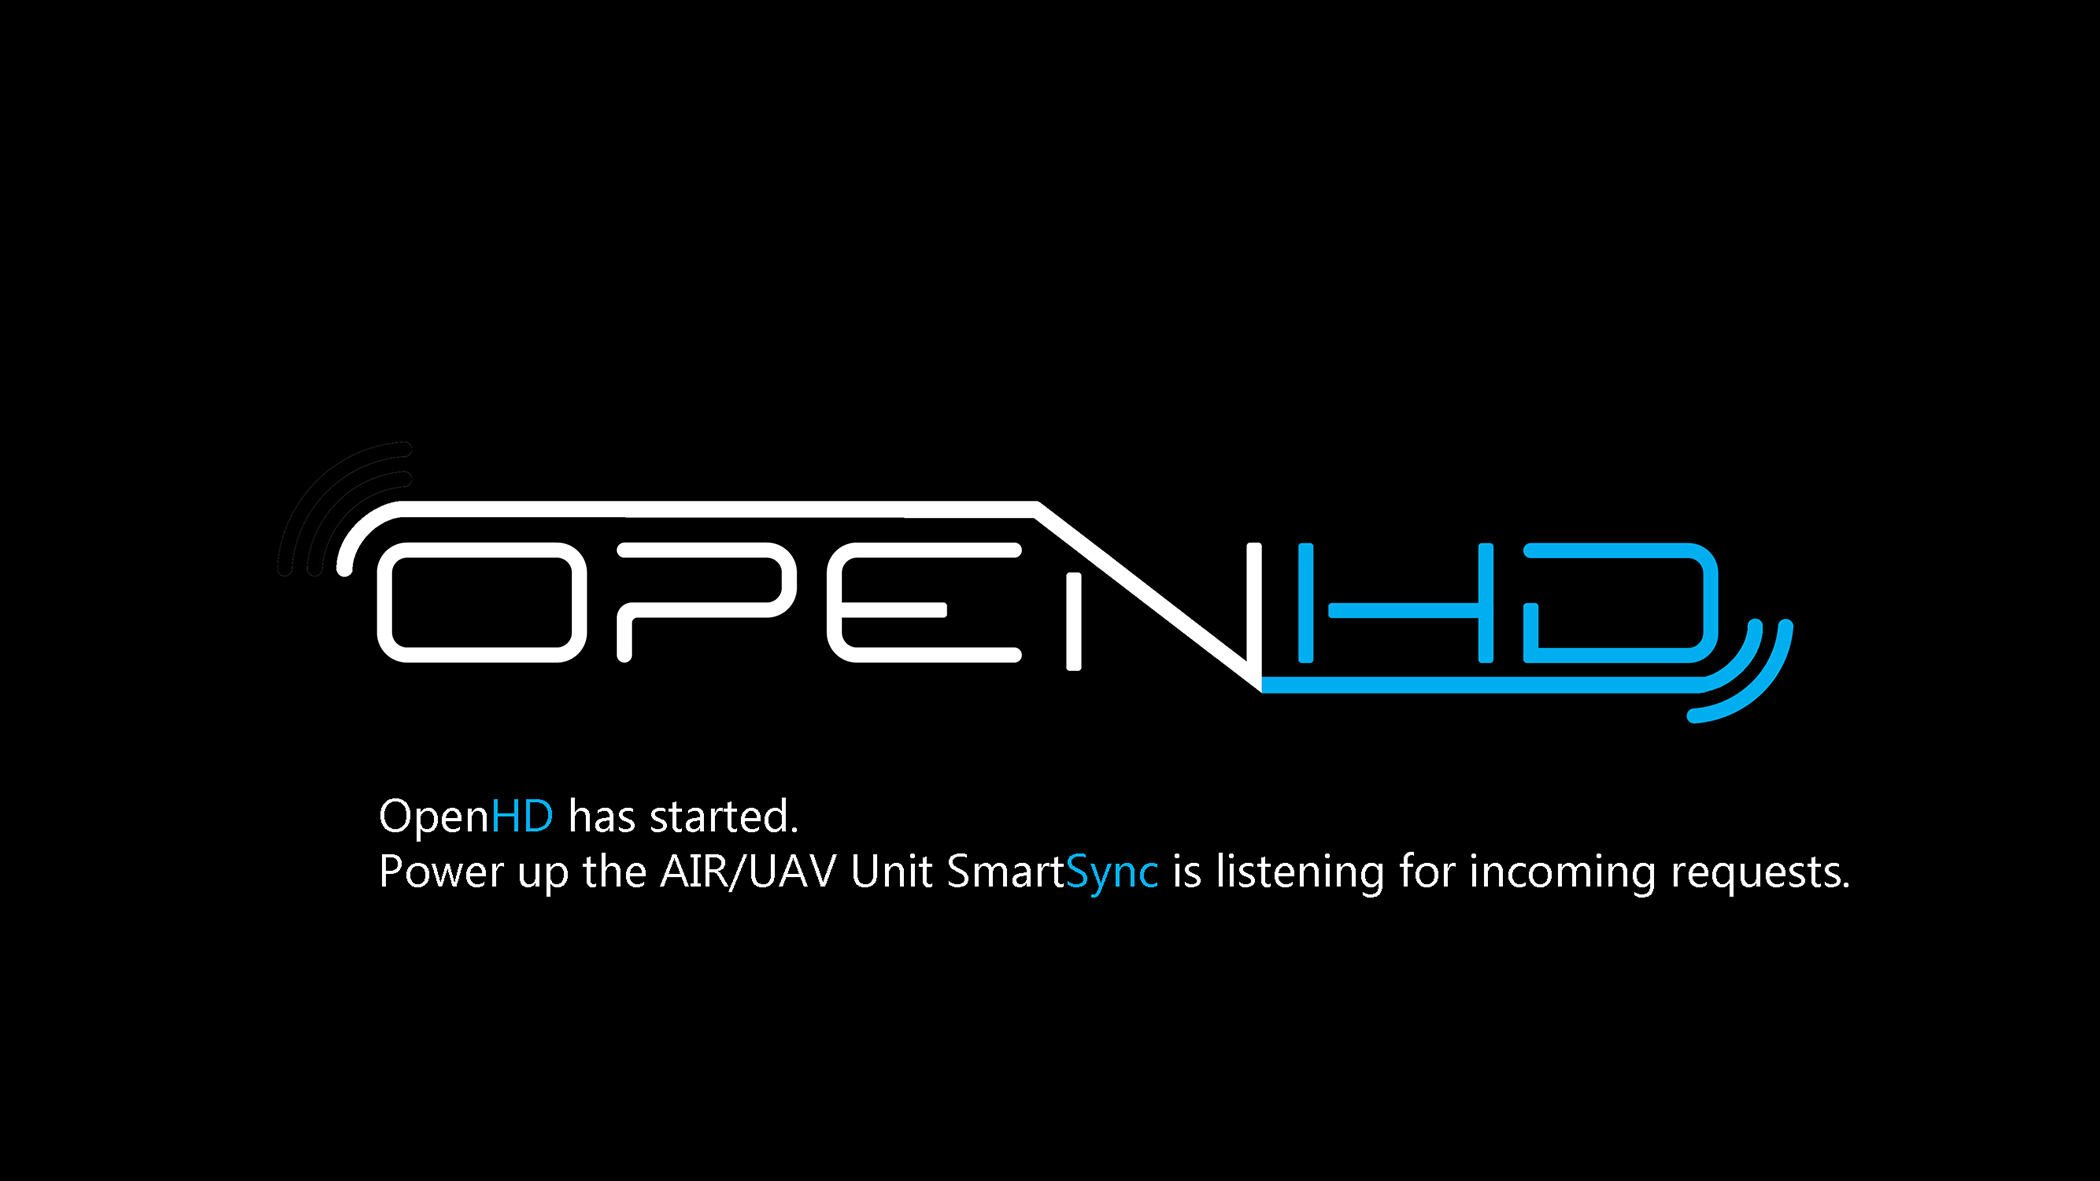 OPENHD
OpenHD has started.
Power up the AIR/UAV Unit SmartSync is listening for incoming requests.